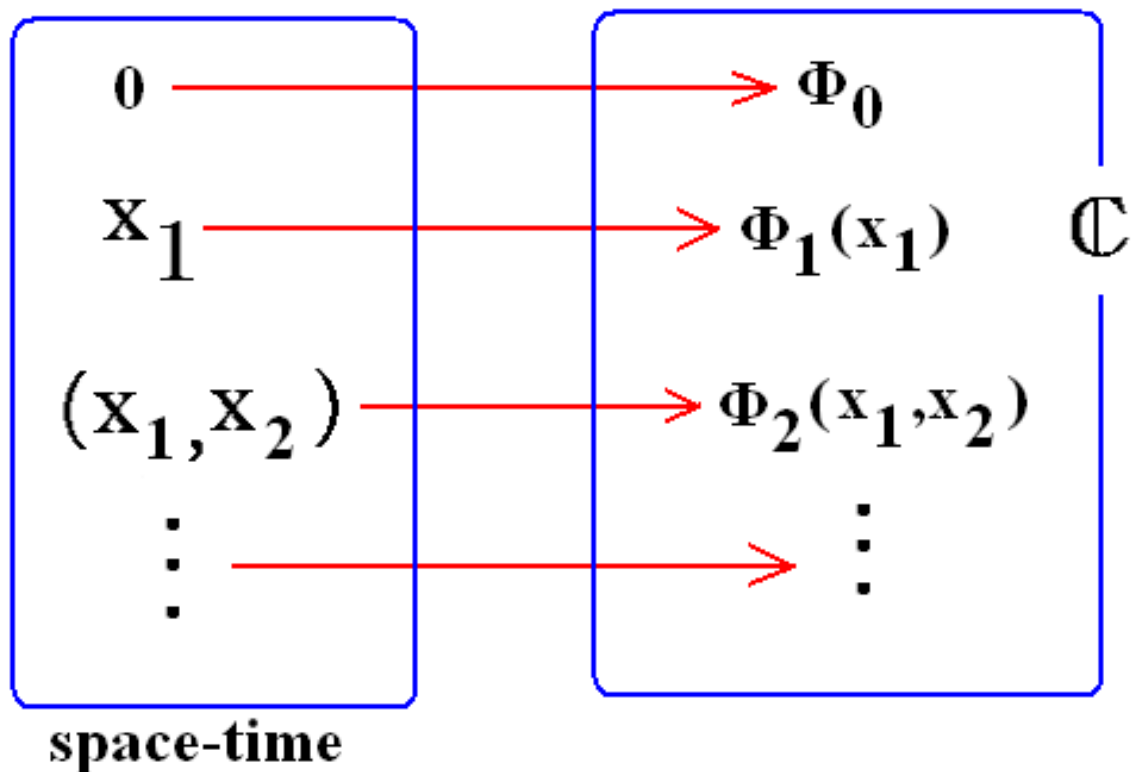 0 Φ₀
x₁ Φ₁(x₁) ℂ
(x₁,x₂) Φ₂(x₁,x₂)
⋮ ⋮
space-time